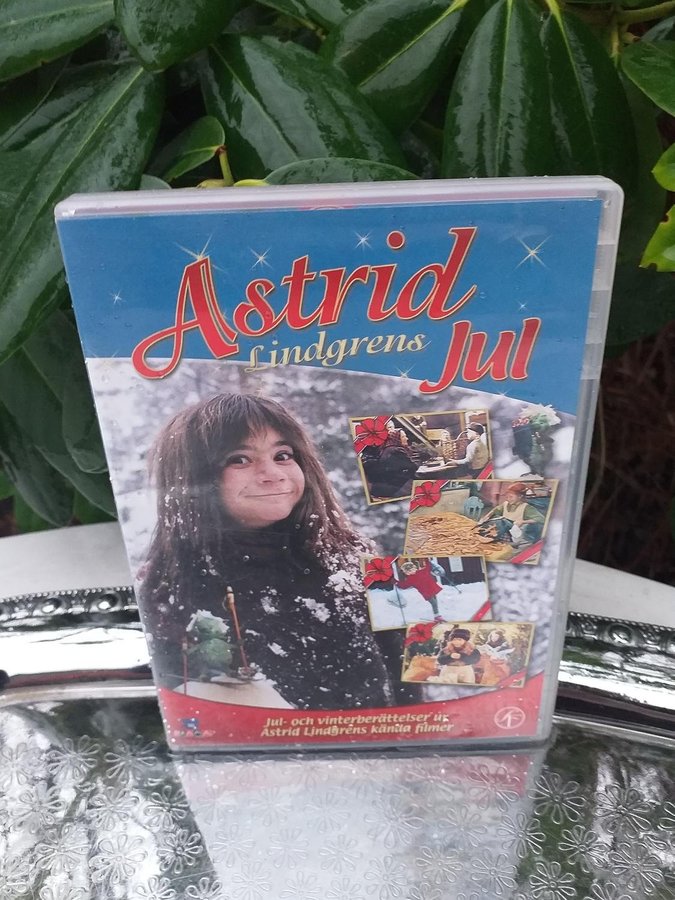 Astrid
Lindgrens
Jul
Jul- och vinterberättelser ur
Astrid Lindgrens kända filmer